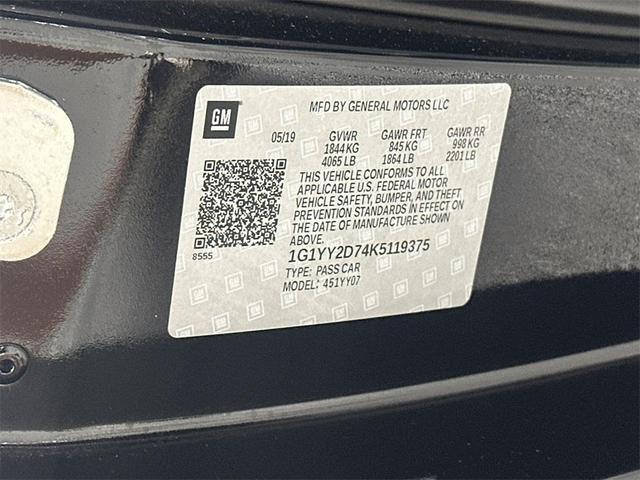 GM
MFD BY GENERAL MOTORS LLC
05/19 GVWR GAWR FRT GAWR RR
1844 KG 845 KG 998 KG
4065 LB 1864 LB 2201 LB
THIS VEHICLE CONFORMS TO ALL
APPLICABLE U.S. FEDERAL MOTOR
VEHICLE SAFETY, BUMPER, AND THEFT
PREVENTION STANDARDS IN EFFECT ON
THE DATE OF MANUFACTURE SHOWN
ABOVE.
8555
1G1YY2D74K5119375
TYPE: PASS CAR
MODEL: 451YY07